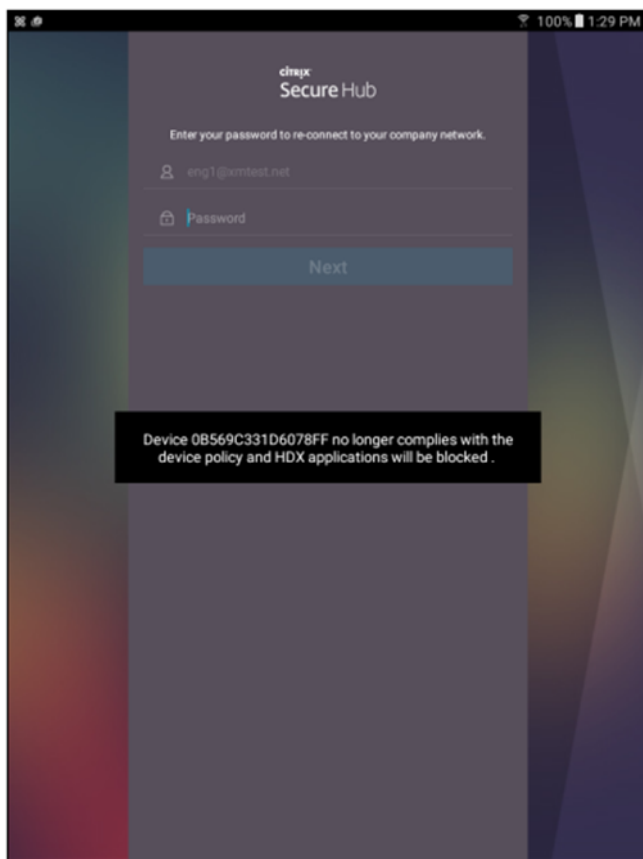 100% 1:29 PM
citrix
Secure Hub
Enter your password to re-connect to your company network.
eng1@xmtest.net
Password
Next
Device 0B569C331D6078FF no longer complies with the
device policy and HDX applications will be blocked .